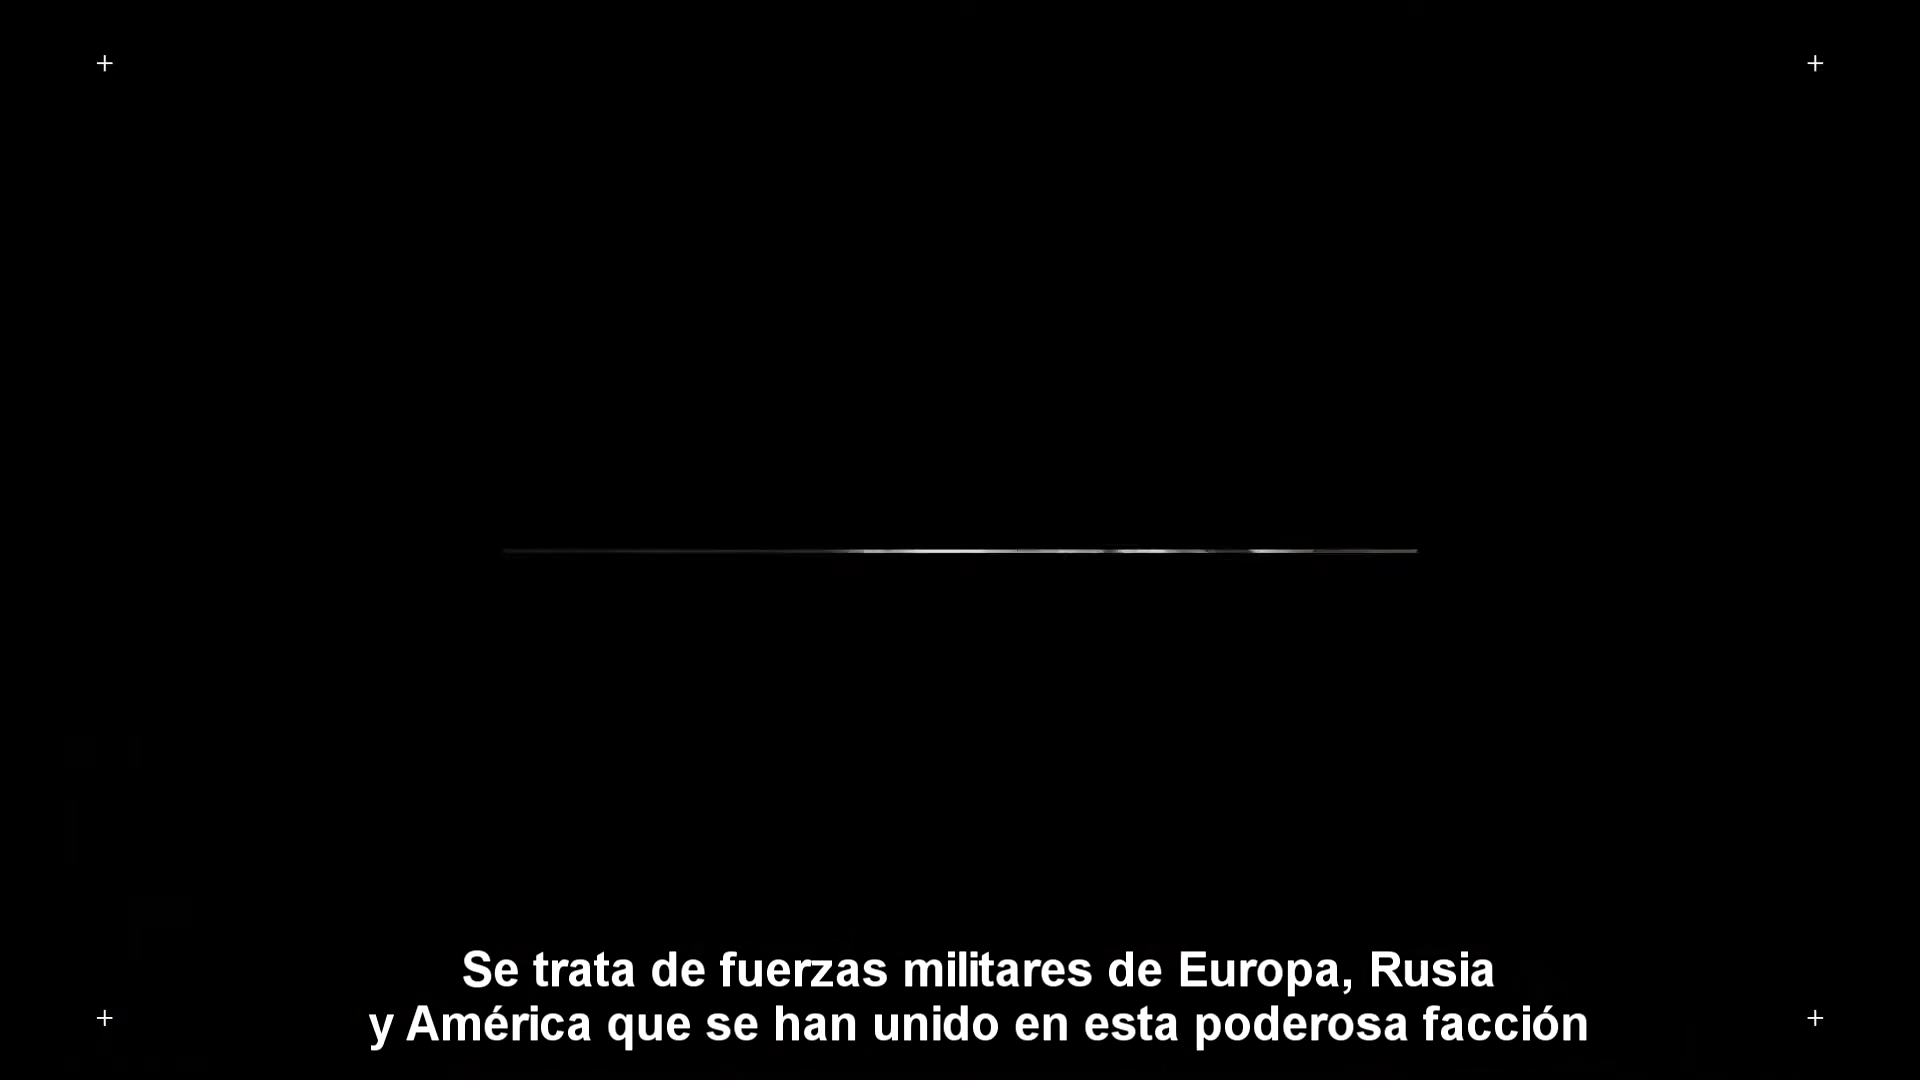 Se trata de fuerzas militares de Europa, Rusia
y América que se han unido en esta poderosa facción